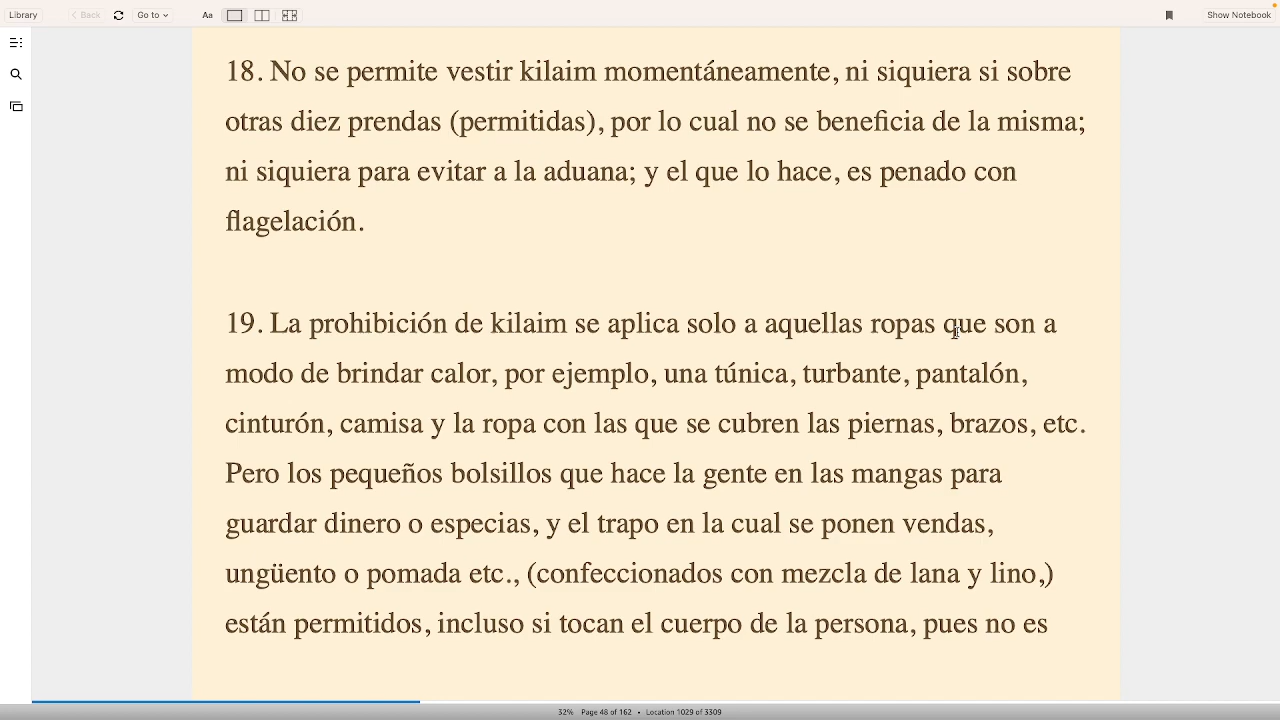 Library
Back
Go to
Aa
Show Notebook
18. No se permite vestir kilaim momentáneamente, ni siquiera si sobre
otras diez prendas (permitidas), por lo cual no se beneficia de la misma;
ni siquiera para evitar a la aduana; y el que lo hace, es penado con
flagelación.
19. La prohibición de kilaim se aplica solo a aquellas ropas que son a
modo de brindar calor, por ejemplo, una túnica, turbante, pantalón,
cinturón, camisa y la ropa con las que se cubren las piernas, brazos, etc.
Pero los pequeños bolsillos que hace la gente en las mangas para
guardar dinero o especias, y el trapo en la cual se ponen vendas,
ungüento o pomada etc., (confeccionados con mezcla de lana y lino,)
están permitidos, incluso si tocan el cuerpo de la persona, pues no es
32% Page 48 of 162 • Location 1029 of 3309